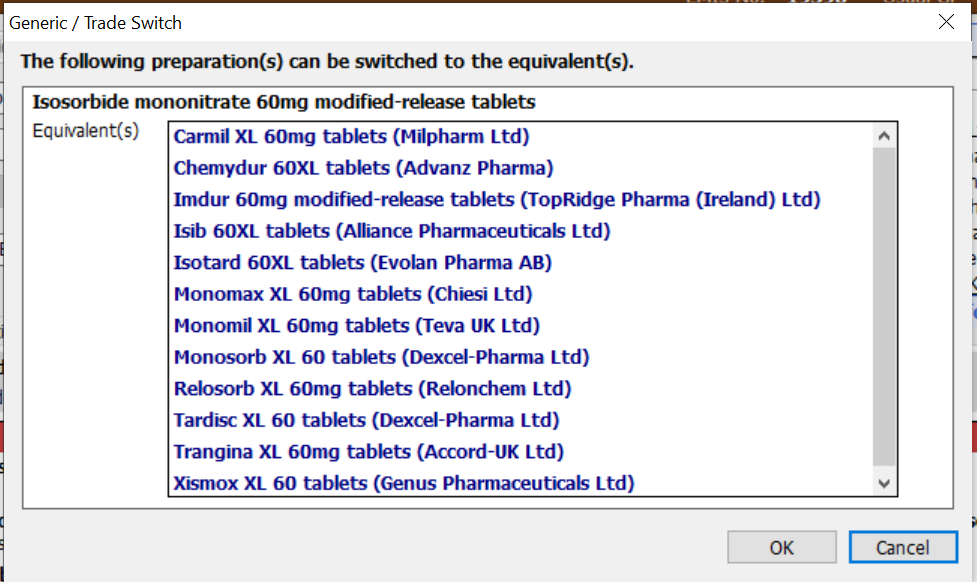 Generic / Trade Switch
The following preparation(s) can be switched to the equivalent(s).
Isosorbide mononitrate 60mg modified-release tablets
Equivalent(s)
Carmil XL 60mg tablets (Milpharm Ltd)
Chemydur 60XL tablets (Advanz Pharma)
Imdur 60mg modified-release tablets (TopRidge Pharma (Ireland) Ltd)
Isib 60XL tablets (Alliance Pharmaceuticals Ltd)
Isotard 60XL tablets (Evolan Pharma AB)
Monomax XL 60mg tablets (Chiesi Ltd)
Monomil XL 60mg tablets (Teva UK Ltd)
Monosorb XL 60 tablets (Dexcel-Pharma Ltd)
Relosorb XL 60mg tablets (Relonchem Ltd)
Tardisc XL 60 tablets (Dexcel-Pharma Ltd)
Trangina XL 60mg tablets (Accord-UK Ltd)
Xismox XL 60 tablets (Genus Pharmaceuticals Ltd)
OK
Cancel